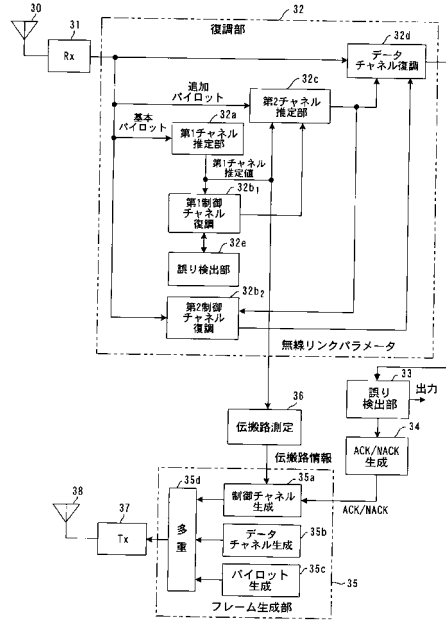 30
31
Rx
32
復調部
32d
データ
チャネル復調
追加
パイロット
32c
第2チャネル
推定部
基本
パイロット
32a
第1チャネル
推定部
第1チャネル
推定値
32b1
第1制御
チャネル
復調
32e
誤り検出部
32b2
第2制御
チャネル
復調
無線リンクパラメータ
33
出力
誤り
検出部
34
ACK/NACK
生成
36
伝搬路測定
伝搬路情報
35a
制御チャネル
生成
ACK/NACK
35d
多重
35b
データ
チャネル生成
35c
パイロット
生成
35
フレーム生成部
38
37
Tx